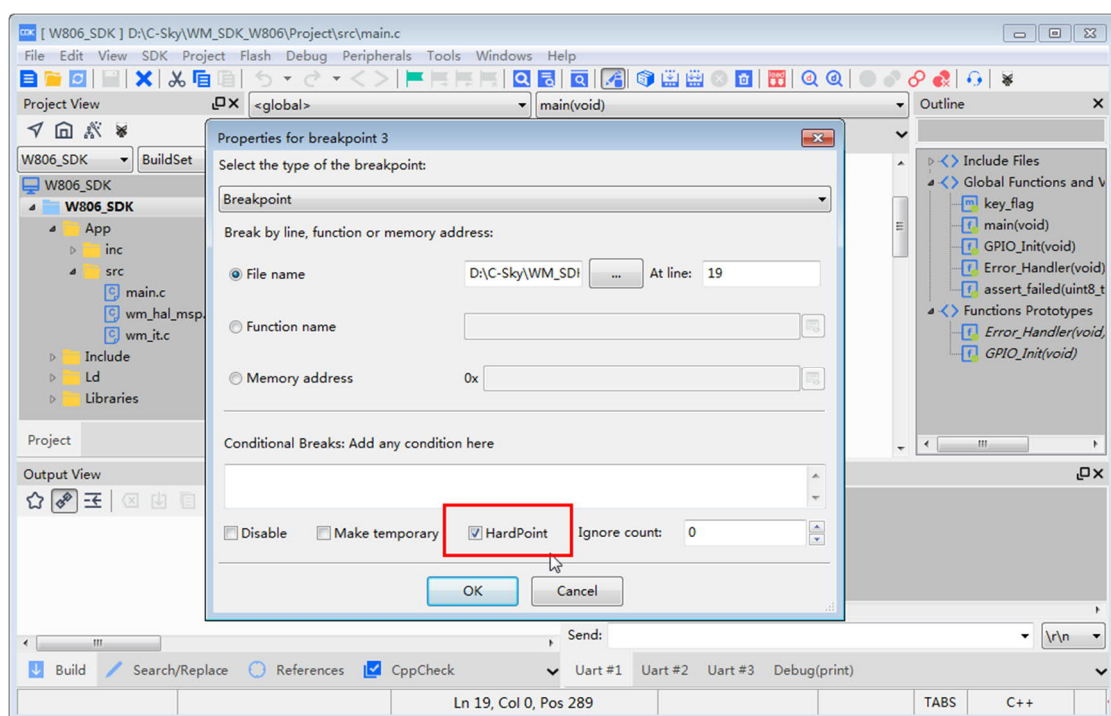 [ W806_SDK ] D:\C-Sky\WM_SDK_W806\Project\src\main.c
File Edit View SDK Project Flash Debug Peripherals Tools Windows Help
Project View
<global>
main(void)
Outline
W806_SDK
BuildSet
W806_SDK
W806_SDK
App
inc
src
main.c
wm_hal_msp.
wm_it.c
Include
Ld
Libraries
Project
Properties for breakpoint 3
Select the type of the breakpoint:
Breakpoint
Break by line, function or memory address:
File name D:\C-Sky\WM_SDK ... At line: 19
Function name
Memory address 0x
Conditional Breaks: Add any condition here
Disable Make temporary HardPoint Ignore count: 0
OK Cancel
Include Files
Global Functions and V
key_flag
main(void)
GPIO_Init(void)
Error_Handler(void)
assert_failed(uint8_t
Functions Prototypes
Error_Handler(void,
GPIO_Init(void)
Output View
Send: \r\n
Build Search/Replace References CppCheck
Uart #1 Uart #2 Uart #3 Debug(print)
Ln 19, Col 0, Pos 289 TABS C++